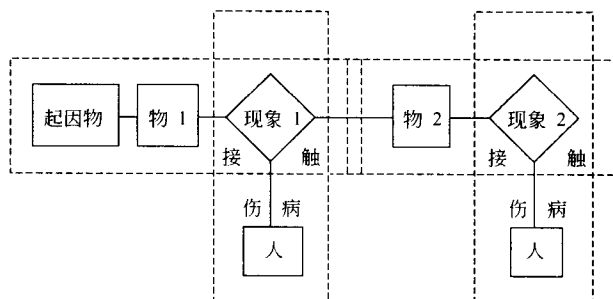 起因物 物 1 现象 1 物 2 现象 2
接 触 接 触
伤 病 伤 病
人 人